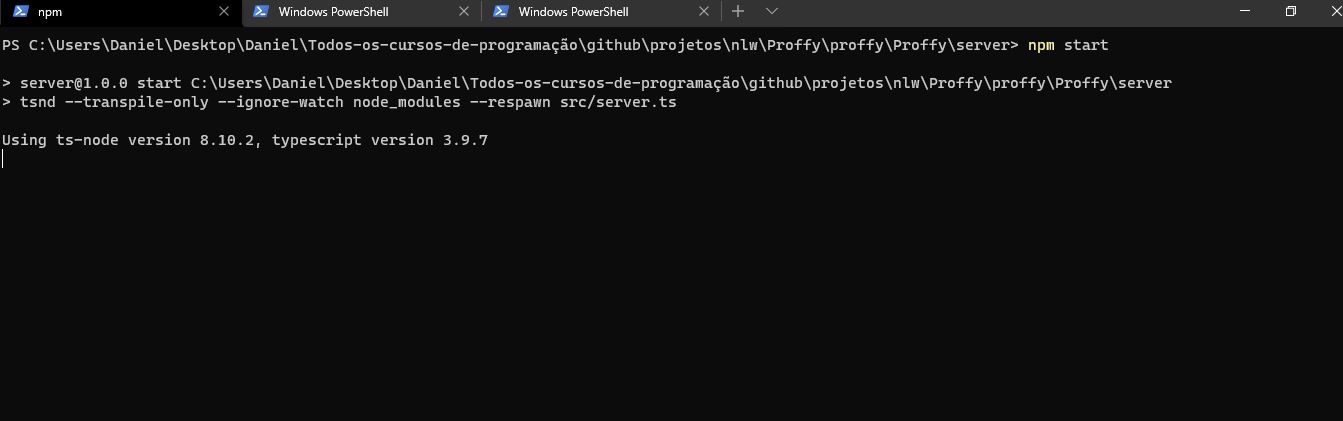 npm
Windows PowerShell
Windows PowerShell
PS C:\Users\Daniel\Desktop\Daniel\Todos-os-cursos-de-programação\github\projetos\nlw\Proffy\proffy\Proffy\server> npm start
> server@1.0.0 start C:\Users\Daniel\Desktop\Daniel\Todos-os-cursos-de-programação\github\projetos\nlw\Proffy\proffy\Proffy\server
> tsnd --transpile-only --ignore-watch node_modules --respawn src/server.ts
Using ts-node version 8.10.2, typescript version 3.9.7